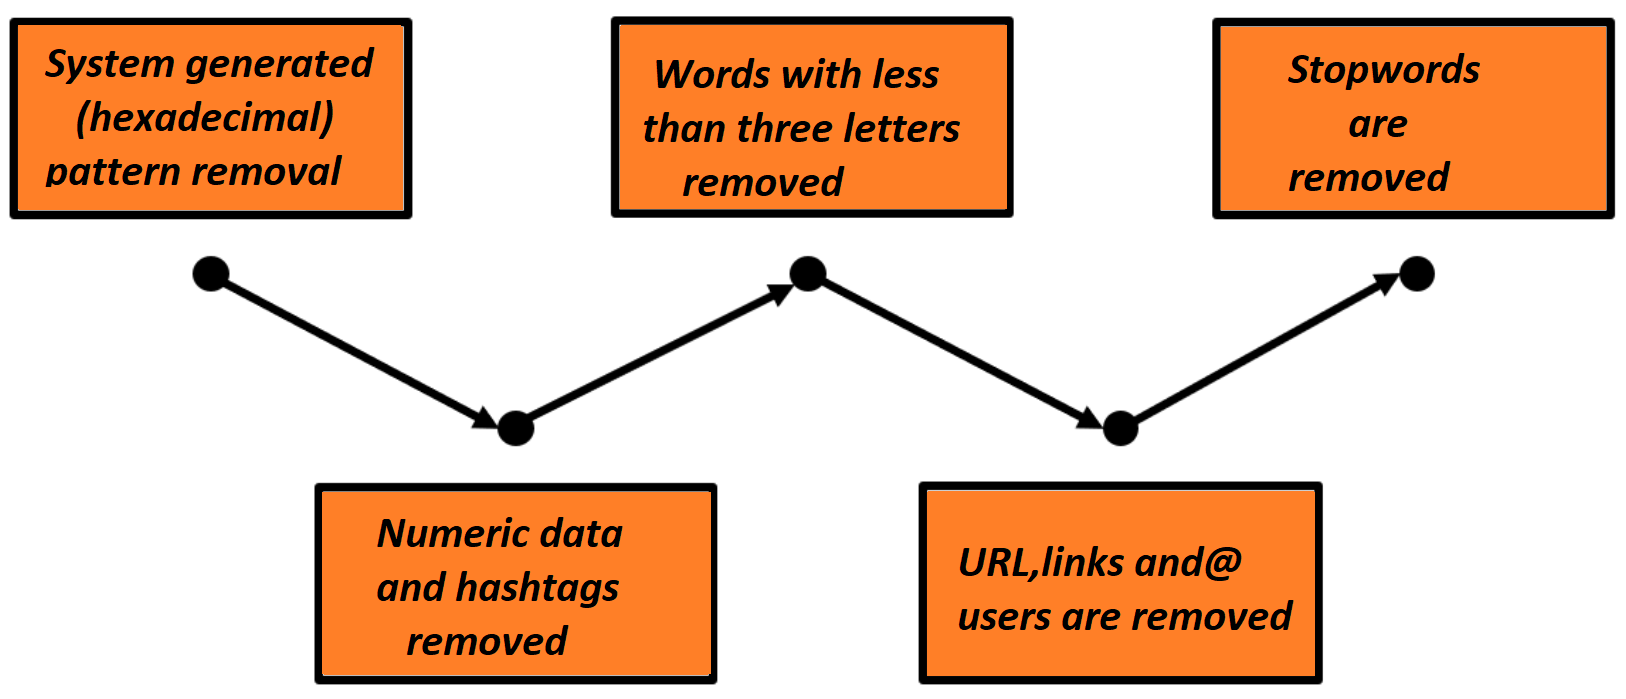 System generated
(hexadecimal)
pattern removal
Numeric data
and hashtags
removed
Words with less
than three letters
removed
URL,links and@
users are removed
Stopwords
are
removed